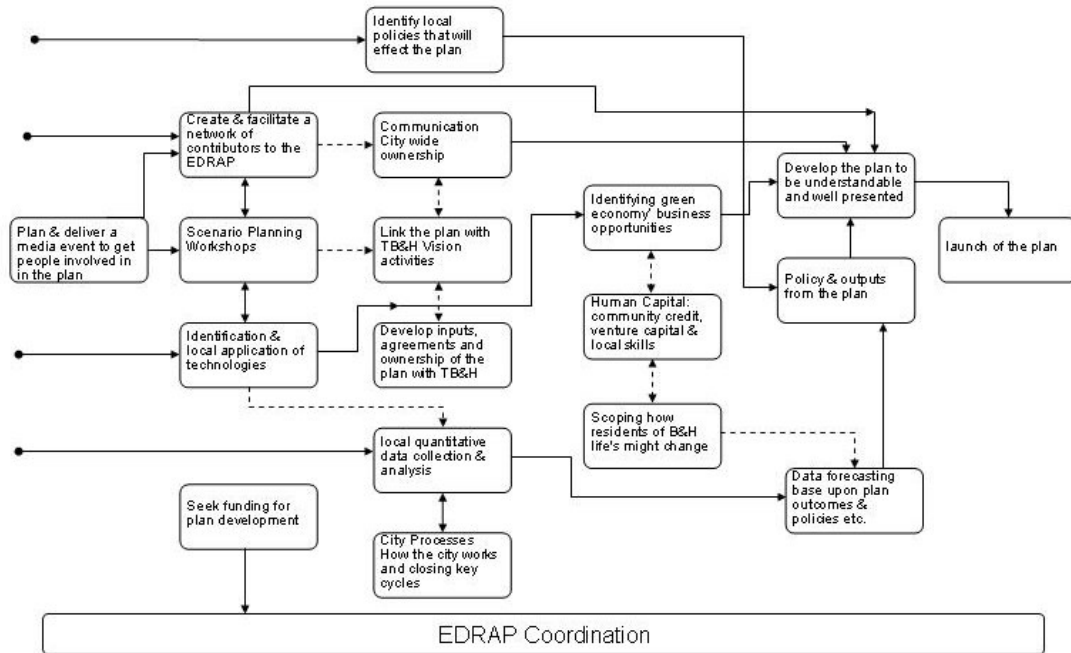 Identify local
policies that will
effect the plan
Create & facilitate a
network of
contributors to the
EDRAP
Communication
City wide
ownership
Develop the plan to
be understandable
and well presented
Identifying green
economy' business
opportunities
Plan & deliver a
media event to get
people involved in
in the plan
Scenario Planning
Workshops
Link the plan with
TB&H Vision
activities
launch of the plan
Policy & outputs
from the plan
Human Capital:
community credit,
venture capital &
local skills
Identification &
local application of
technologies
Develop inputs,
agreements and
ownership of the
plan with TB&H
Scoping how
residents of B&H
life's might change
local quantitative
data collection &
analysis
Data forecasting
base upon plan
outcomes &
policies etc.
Seek funding for
plan development
City Processes
How the city works
and closing key
cycles
EDRAP Coordination